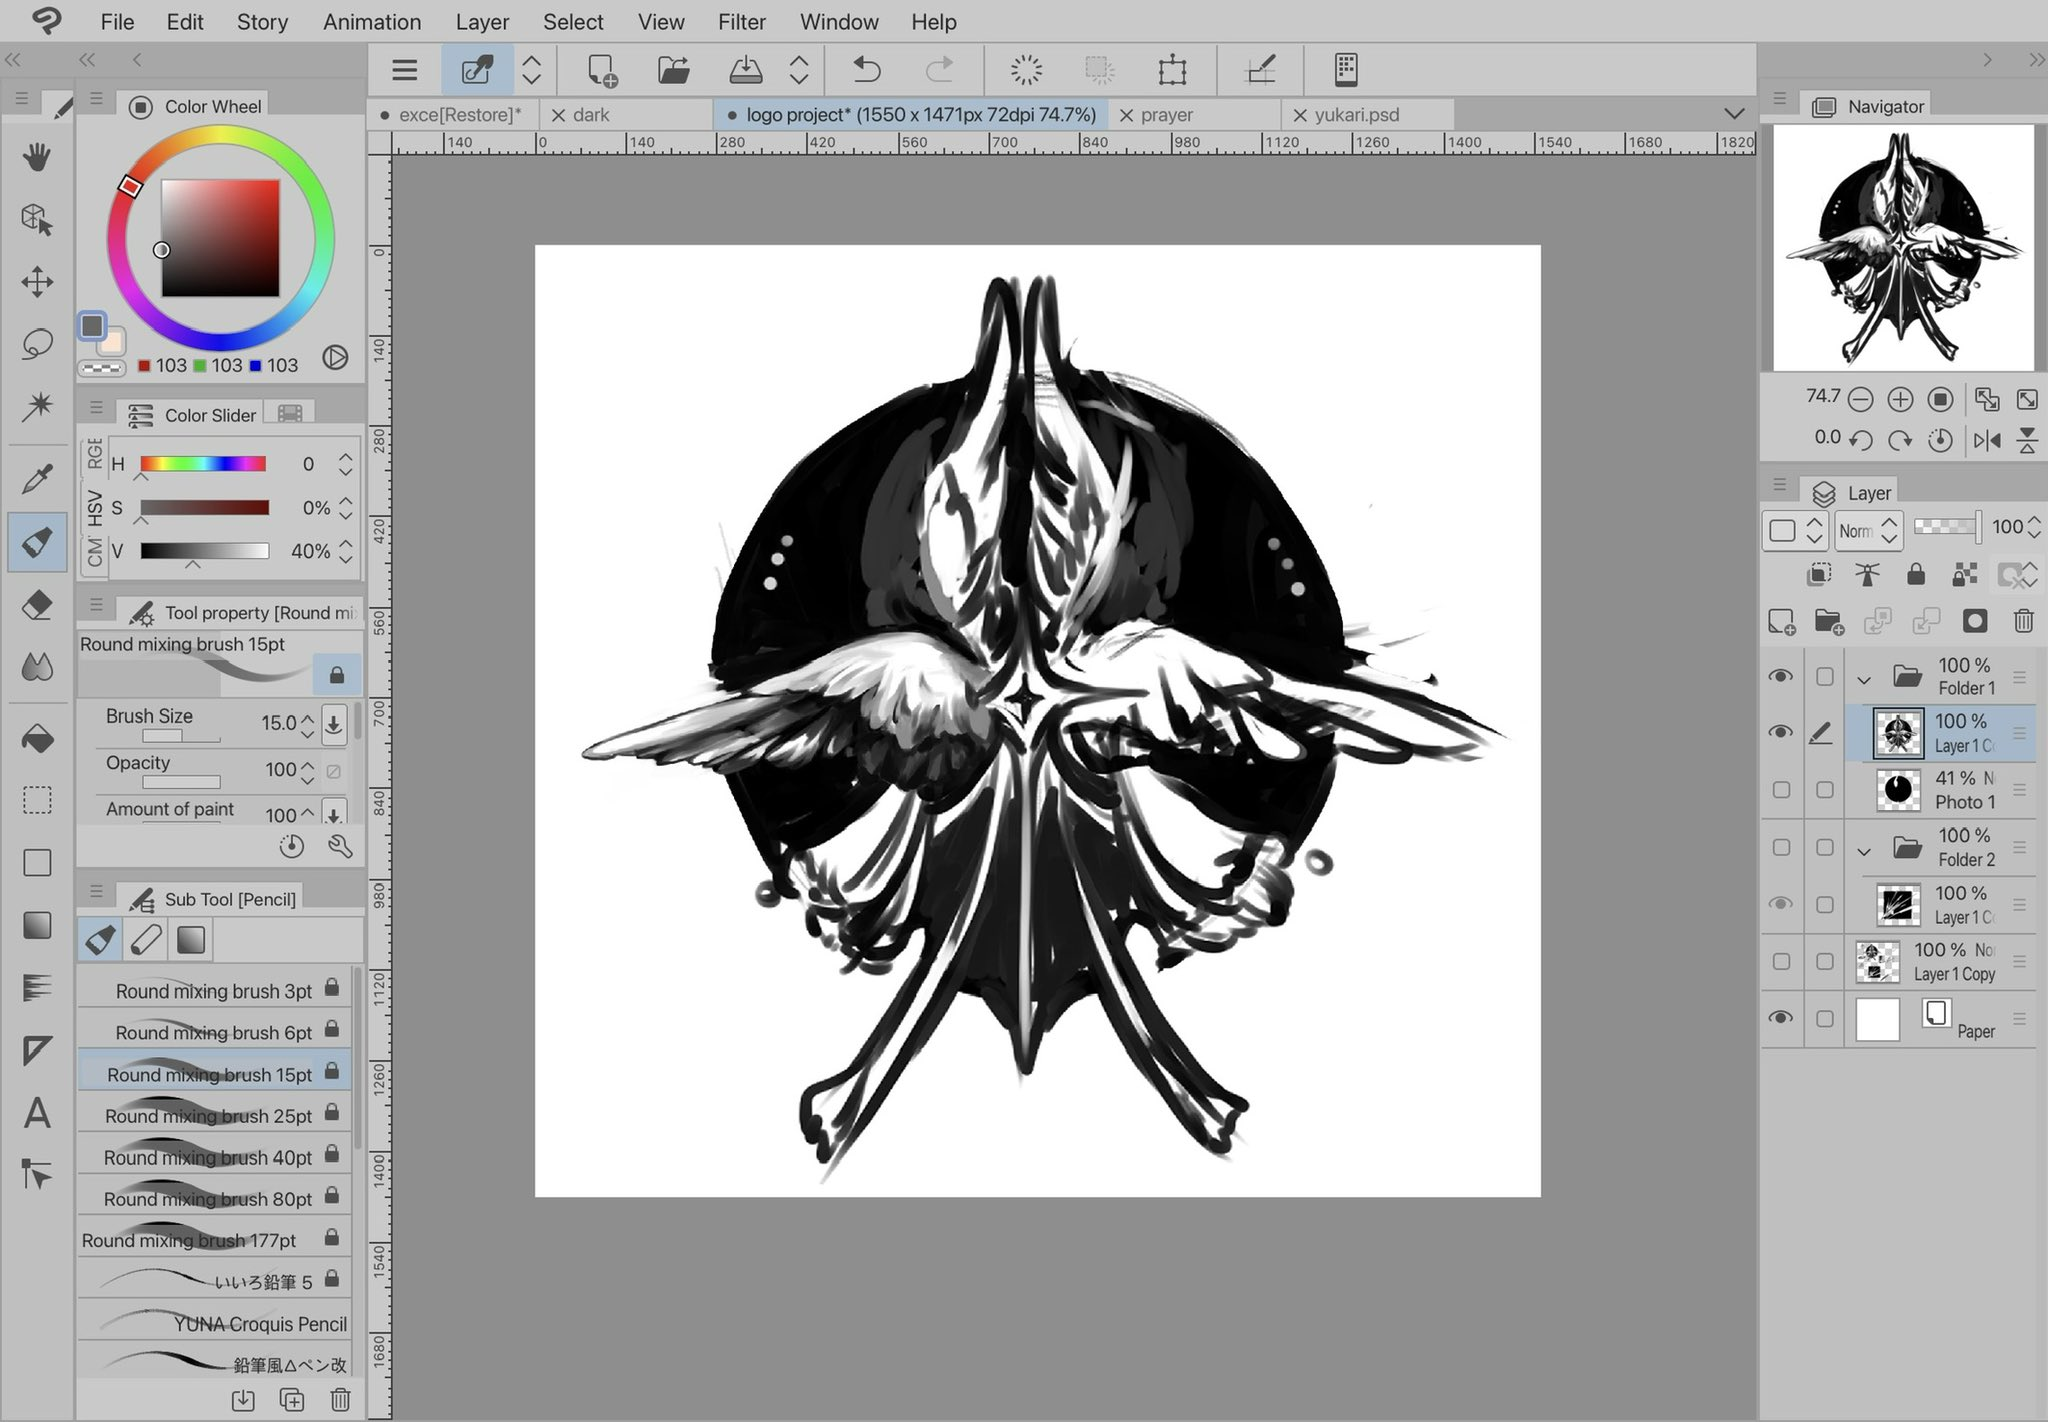 File Edit Story Animation Layer Select View Filter Window Help
exce[Restore]* dark logo project* (1550 x 1471px 72dpi 74.7%) prayer yukari.psd
140 0 140 280 420 560 700 840 980 1120 1260 1400 1540 1680 1820
0
140
280
420
560
700
840
980
1120
1260
1400
1540
1680
Color Wheel
103 103 103
Color Slider
RGE
HSV
CM
H 0
S 0%
V 40%
Tool property [Round mi
Round mixing brush 15pt
Brush Size 15.0
Opacity 100
Amount of paint 100
Sub Tool [Pencil]
Round mixing brush 3pt
Round mixing brush 6pt
Round mixing brush 15pt
Round mixing brush 25pt
Round mixing brush 40pt
Round mixing brush 80pt
Round mixing brush 177pt
いいろ鉛筆 5
YUNA Croquis Pencil
鉛筆風△ペン改
A
Navigator
74.7
0.0
Layer
Norm 100
100 %
Folder 1
100 %
Layer 1 C
41 % N
Photo 1
100 %
Folder 2
100 %
Layer 1 C
100 % No
Layer 1 Copy
Paper